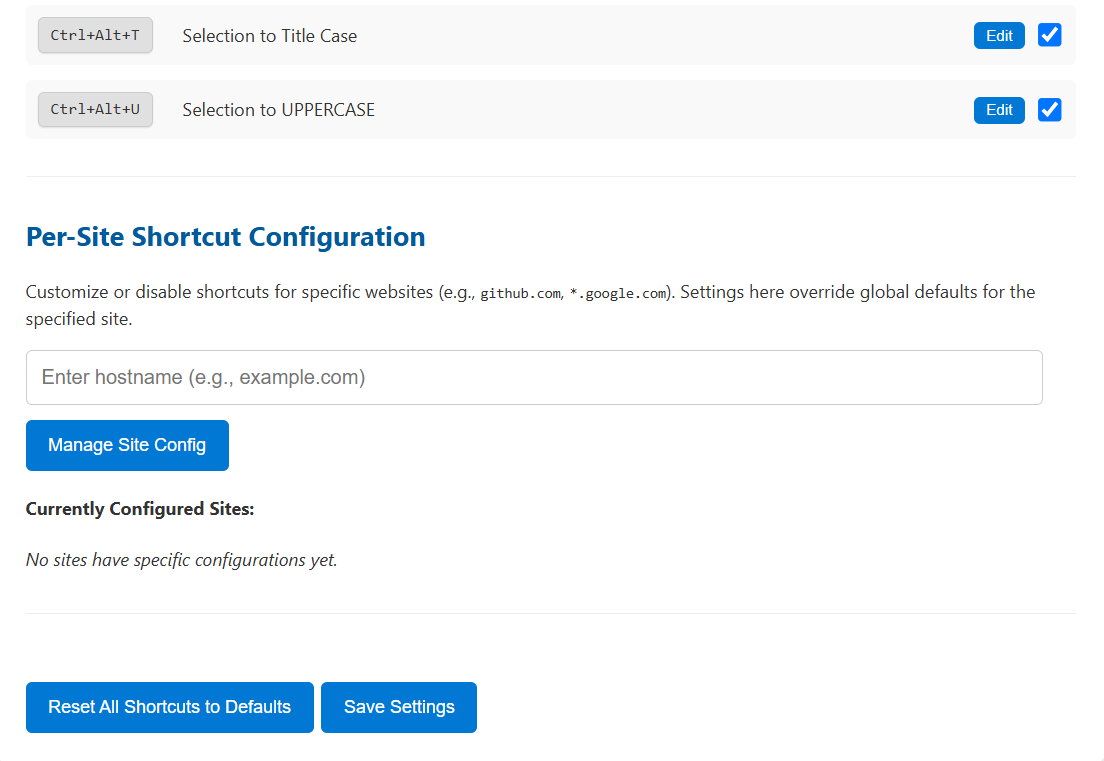 Ctrl+Alt+T Selection to Title Case Edit
Ctrl+Alt+U Selection to UPPERCASE Edit
Per-Site Shortcut Configuration
Customize or disable shortcuts for specific websites (e.g., github.com, *.google.com). Settings here override global defaults for the
specified site.
Enter hostname (e.g., example.com)
Manage Site Config
Currently Configured Sites:
No sites have specific configurations yet.
Reset All Shortcuts to Defaults Save Settings